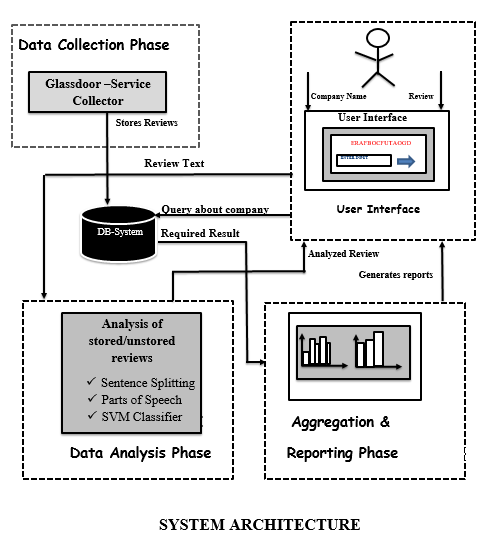 Data Collection Phase
Glassdoor –Service
Collector
Stores Reviews
Company Name
Review
User Interface
ERAFBOCFUTAOGD
User Interface
Review Text
Query about company
DB-System
Required Result
Analyzed Review
Generates reports
Analysis of
stored/unstored
reviews
✓ Sentence Splitting
✓ Parts of Speech
✓ SVM Classifier
Data Analysis Phase
Aggregation &
Reporting Phase
SYSTEM ARCHITECTURE